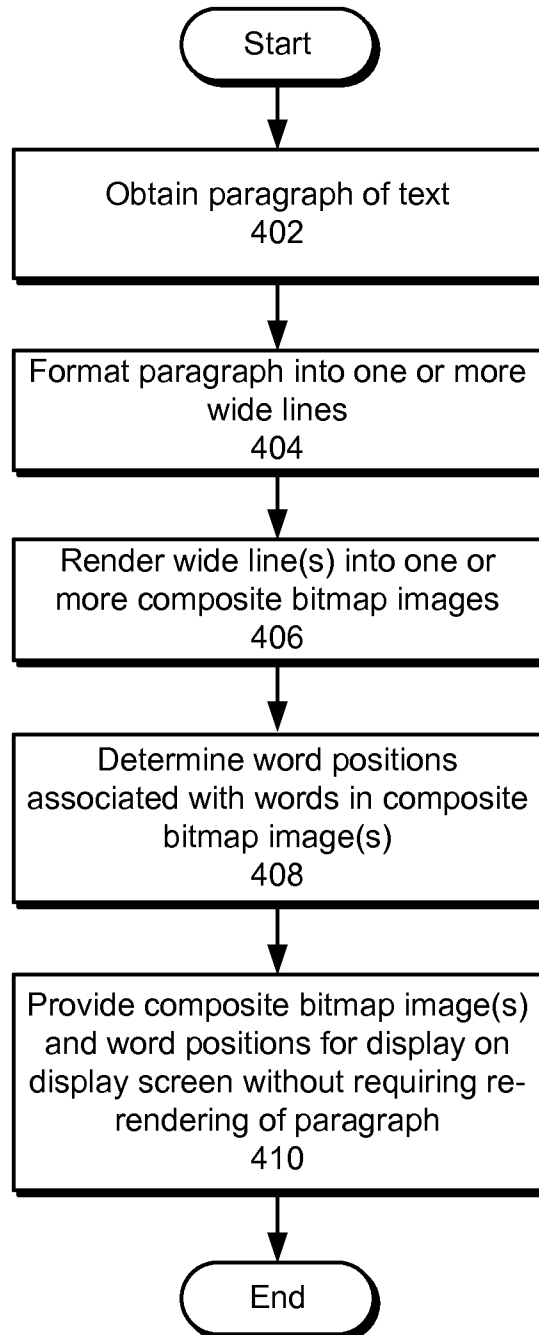 Start
Obtain paragraph of text
402
Format paragraph into one or more
wide lines
404
Render wide line(s) into one or
more composite bitmap images
406
Determine word positions
associated with words in composite
bitmap image(s)
408
Provide composite bitmap image(s)
and word positions for display on
display screen without requiring re-
rendering of paragraph
410
End